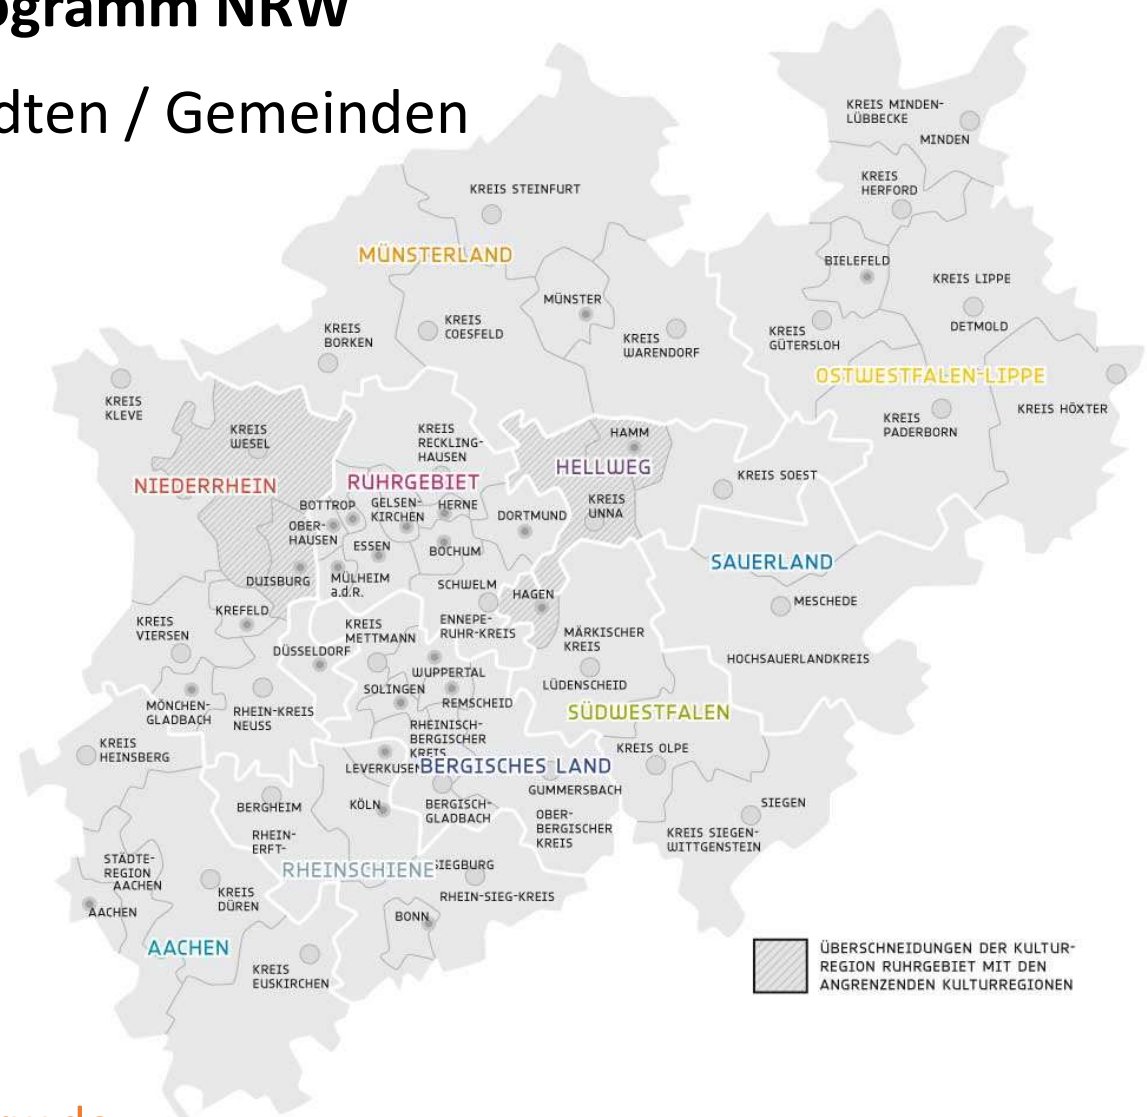 ogramm NRW
dten / Gemeinden
KREIS MINDEN-
LÜBBECKE
MINDEN
KREIS
HERFORD
KREIS STEINFURT
MÜNSTERLAND
BIELEFELD
KREIS LIPPE
DETMOLD
MÜNSTER
KREIS
COESFELD
KREIS
BORKEN
KREIS
WARENDORF
KREIS
GÜTERSLOH
OSTWESTFALEN-LIPPE
KREIS HÖXTER
KREIS
PADERBORN
KREIS
KLEVE
KREIS
WESEL
KREIS
RECKLING-
HAUSEN
HAMM
HELLWEG
KREIS SOEST
NIEDERRHEIN
RUHRGEBIET
KREIS
UNNA
BOTTROP
GELSEN-
KIRCHEN
HERNE
DORTMUND
OBER-
HAUSEN
ESSEN
BOCHUM
SAUERLAND
DUISBURG
MÜLHEIM
a.d.R.
SCHWELM
HAGEN
MESCHEDE
KREFELD
KREIS
VIERSEN
KREIS
METTMANN
ENNEPE-
RUHR-KREIS
MÄRKISCHER
KREIS
DÜSSELDORF
HOCHSAUERLANDKREIS
WUPPERTAL
LÜDENSCHEID
SOLINGEN
REMSCHEID
MÖNCHEN-
GLADBACH
RHEIN-KREIS
NEUSS
SÜDWESTFALEN
RHEINISCH-
BERGISCHER
KREIS
KREIS HEINSBERG
LEVERKUSEN
BERGISCHES LAND
KREIS OLPE
GUMMERSBACH
BERGHEIM
KÖLN
BERGISCH-
GLADBACH
OBER-
BERGISCHER
KREIS
SIEGEN
KREIS SIEGEN-
WITTGENSTEIN
RHEIN-
ERFT-
STÄDTE-
REGION
AACHEN
RHEINSCHIENE
SIEGBURG
KREIS
DÜREN
RHEIN-SIEG-KREIS
AACHEN
BONN
AACHEN
KREIS
EUSKIRCHEN
ÜBERSCHNEIDUNGEN DER KULTUR-
REGION RUHRGEBIET MIT DEN
ANGRENZENDEN KULTURREGIONEN